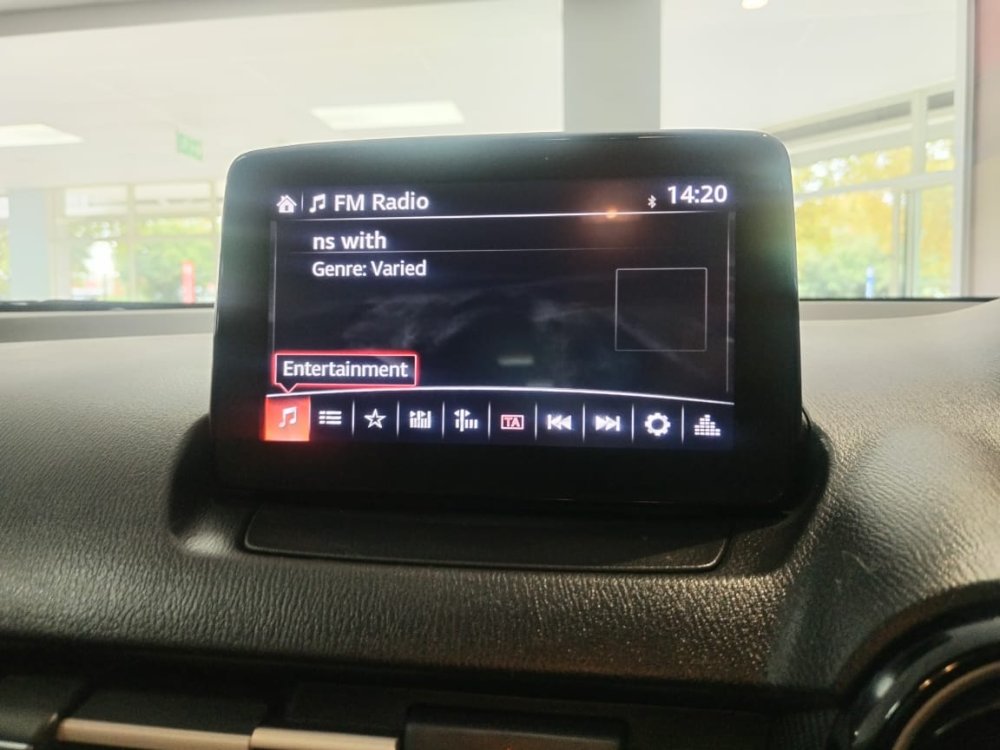 FM Radio 14:20
ns with
Genre: Varied
Entertainment
TA